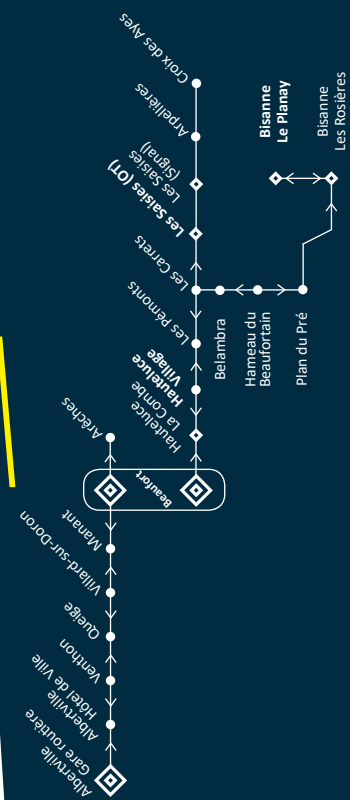 Albertville
Gare routière
Albertville
Hôtel de Ville
Venthon
Queige
Villard-sur-Doron
Manant
Beaufort
Arêches
Hauteluce
La Combe
Hauteluce
Village
Les Pémonts
Les Carrets
Les Saisies (OT)
Les Saisies
(Signal)
Arpellières
Croix des Ayes
Belambra
Hameau du
Beaufortain
Plan du Pré
Bisanne
Les Rosières
Bisanne
Le Planay